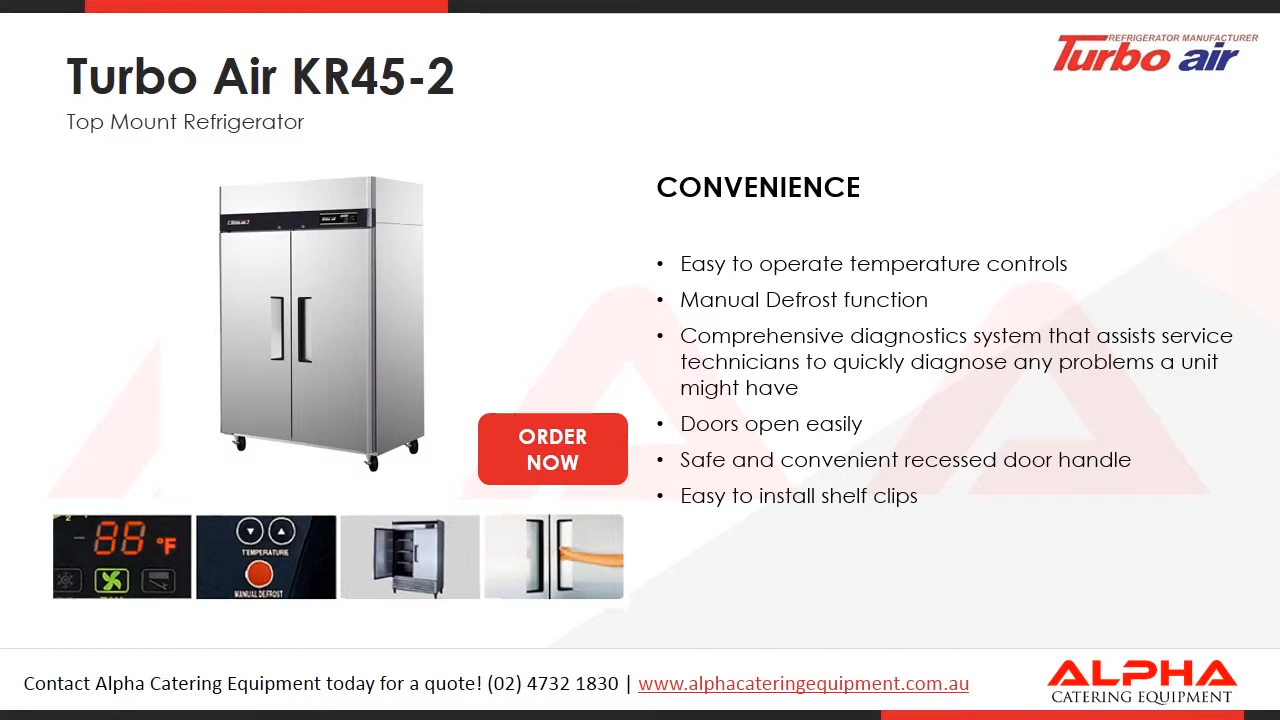 Turbo Air KR45-2
Top Mount Refrigerator
REFRIGERATOR MANUFACTURER
Turbo air
CONVENIENCE
• Easy to operate temperature controls
• Manual Defrost function
• Comprehensive diagnostics system that assists service
technicians to quickly diagnose any problems a unit
might have
• Doors open easily
• Safe and convenient recessed door handle
• Easy to install shelf clips
ORDER
NOW
-88 °F
TEMPERATURE
MANUAL DEFROST
Contact Alpha Catering Equipment today for a quote! (02) 4732 1830 | www.alphacateringequipment.com.au
ALPHA
CATERING EQUIPMENT